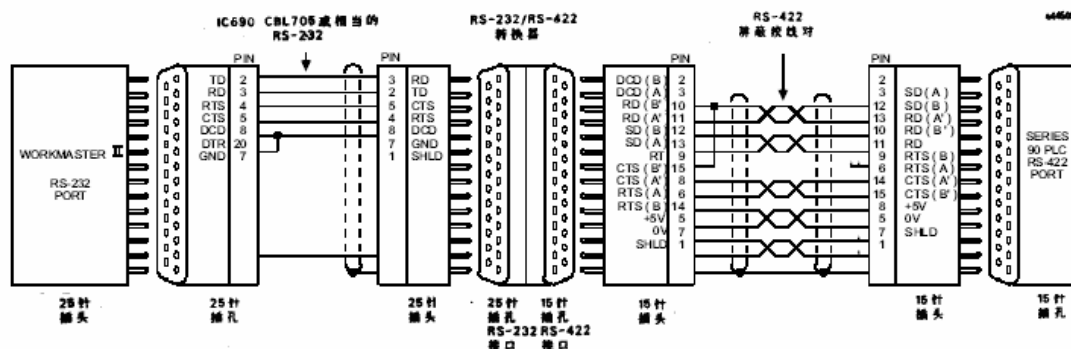 IC690 CBL705或相当的
RS-232
RS-232/RS-422
转换器
RS-422
屏蔽绞线对
WORKMASTER II
RS-232
PORT
PIN
TD 2
RD 3
RTS 4
CTS 5
DCD 8
DTR 20
GND 7
PIN
3 RD
2 TD
5 CTS
4 RTS
8 DCD
7 GND
1 SHLD
PIN
DCD(B) 2
DCD(A) 3
RD(B') 10
RD(A') 11
SD(B) 12
SD(A) 13
RT 9
CTS(B') 15
CTS(A') 8
RTS(A) 6
RTS(B) 14
+5V 5
0V 7
SHLD 1
PIN
2
3 SD(A)
12 SD(B)
13 RD(A')
10 RD(B')
11 RD
9 RTS(B)
6 RTS(A)
14 CTS(A')
15 CTS(B')
8 +5V
5 0V
7 SHLD
1
SERIES
90 PLC
RS-422
PORT
25针
插头
25针
插孔
25针
插头
25针
插孔
RS-232
接口
15针
插孔
RS-422
接口
15针
插头
15针
插头
15针
插孔